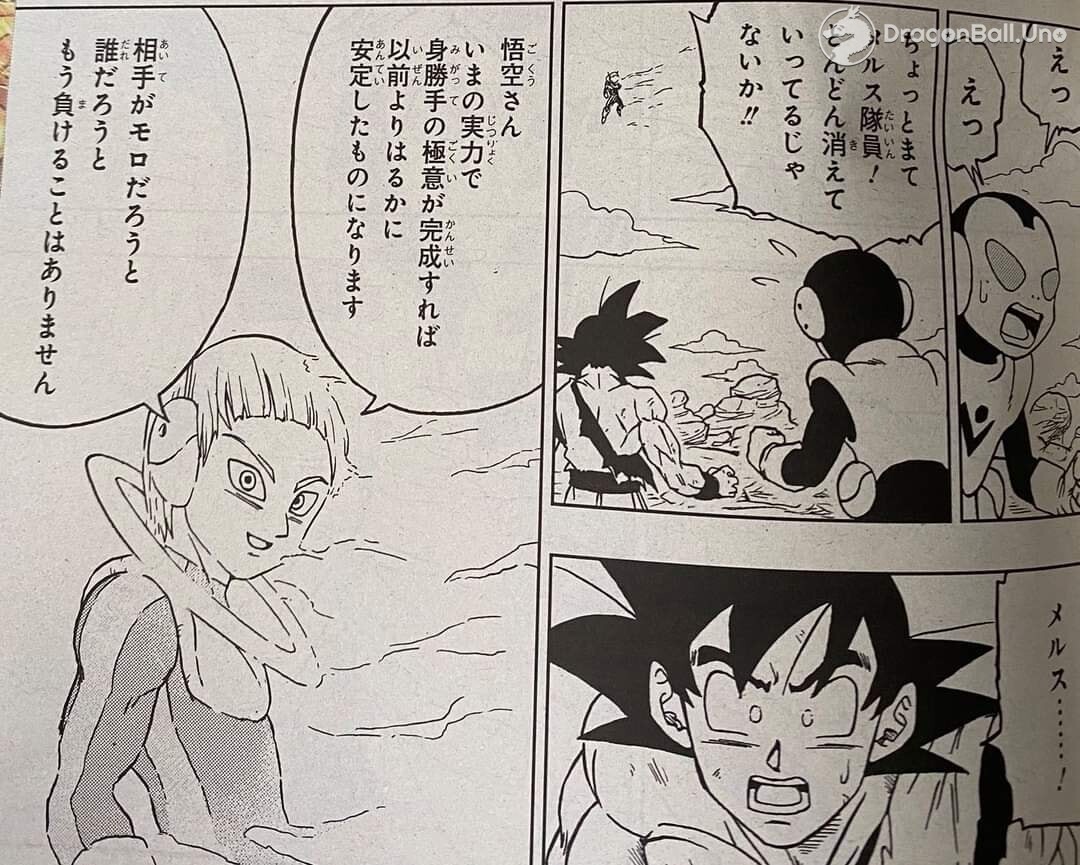 DragonBall.Uno
えっ
えっ
ちょっとまて
メルス隊員！
どんどん消えて
いってるじゃ
ないか!!
メルス……！
悟空さん
いまの実力で
身勝手の極意が完成すれば
以前よりはるかに
安定したものになります
相手がモロだろうと
誰だろうと
もう負けることはありません